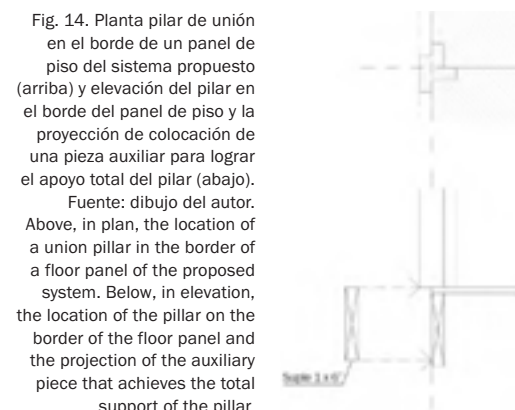 Fig. 14. Planta pilar de unión
en el borde de un panel de
piso del sistema propuesto
(arriba) y elevación del pilar en
el borde del panel de piso y la
proyección de colocación de
una pieza auxiliar para lograr
el apoyo total del pilar (abajo).
Fuente: dibujo del autor.
Above, in plan, the location of
a union pillar in the border of
a floor panel of the proposed
system. Below, in elevation,
the location of the pillar on the
border of the floor panel and
the projection of the auxiliary
piece that achieves the total
support of the pillar.